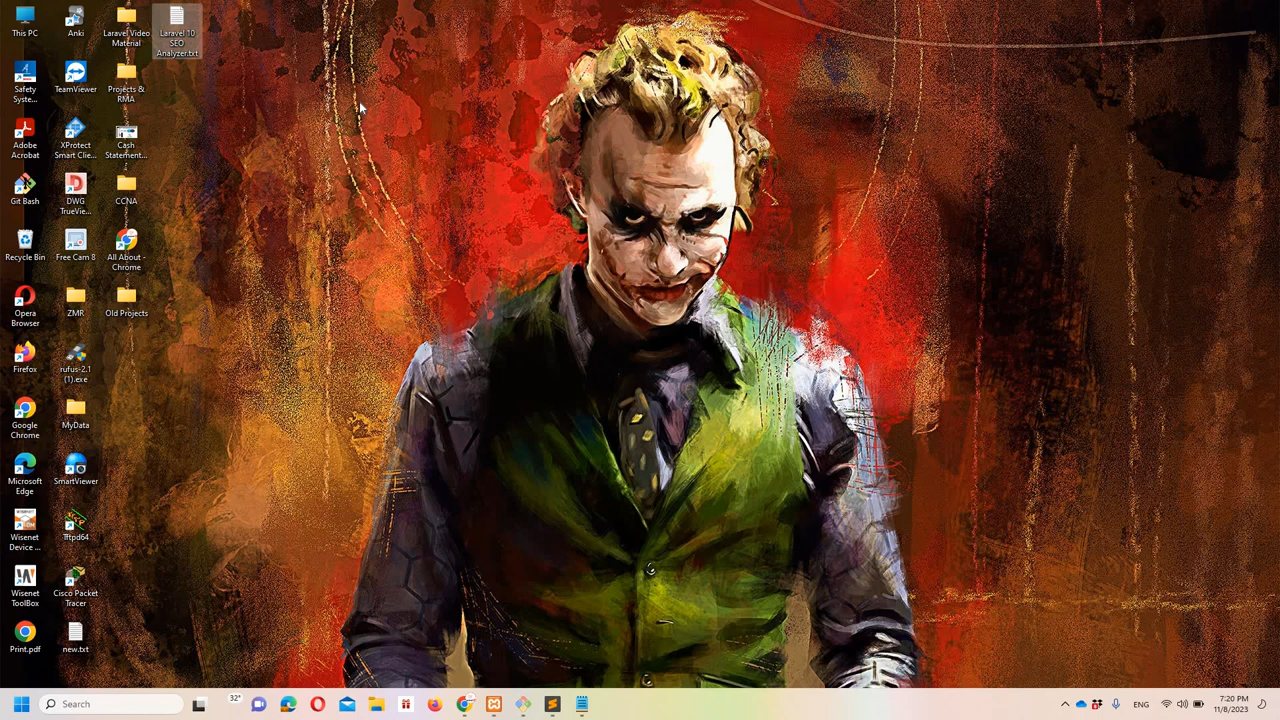 This PC
Anki
Laravel Video
Material
Laravel 10
SEO
Analyzer.txt
Safety
Syste...
TeamViewer
Projects &
RMA
Adobe
Acrobat
XProtect
Smart Clie...
Cash
Statement...
Git Bash
DWG
TrueVie...
CCNA
Recycle Bin
Free Cam 8
All About -
Chrome
Opera
Browser
ZMR
Old Projects
Firefox
rufus-2.1
(1).exe
Google
Chrome
MyData
Microsoft
Edge
SmartViewer
Wisenet
Device ...
Tftpd64
Wisenet
ToolBox
Cisco Packet
Tracer
Print.pdf
new.txt
Search
32°
ENG
7:20 PM
11/8/2023